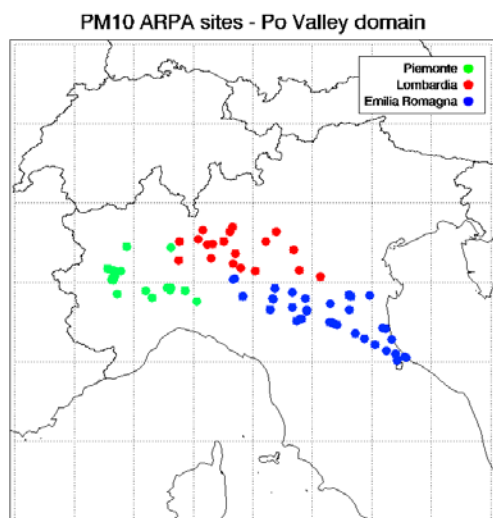 PM10 ARPA sites - Po Valley domain
Piemonte
Lombardia
Emilia Romagna